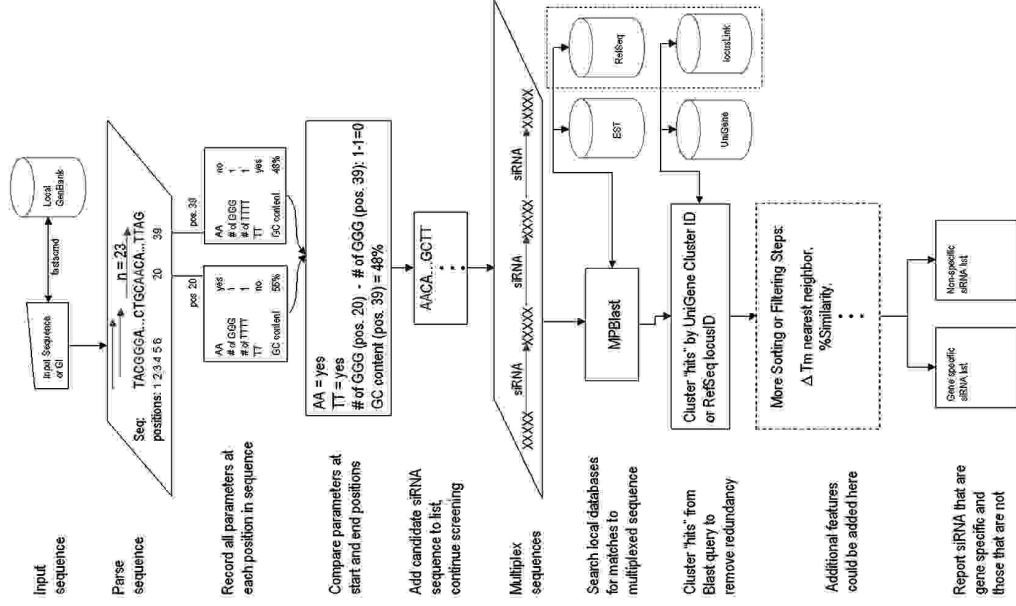 Input
sequence
Input Sequence
or GI
fastacmd
Local
GenBank
Parse
sequence
n = 23
Seq: TACGGGA...CTGCAACA...TTAG
positions: 1 2 3 4 5 6 20 39
Record all parameters at
each position in sequence
pos 20
AA yes
# of GGG 1
# of TTTT 1
TT no
GC content 55%
pos. 39
AA no
# of GGG 1
# of TTTT 1
TT yes
GC content 48%
Compare parameters at
start and end positions
AA = yes
TT = yes
# of GGG (pos. 20) - # of GGG (pos. 39): 1-1=0
GC content (pos. 39) = 48%
Add candidate siRNA
sequence to list,
continue screening
AACA...GCTT
Multiplex
sequences
siRNA siRNA siRNA
XXXXX XXXXX XXXXX XXXXX
Search local databases
for matches to
multiplexed sequence
MPBlast
EST
RefSeq
Cluster "hits" from
Blast query to
remove redundancy
Cluster "hits" by UniGene Cluster ID
or RefSeq locusID
UniGene
locusLink
Additional features
could be added here
More Sorting or Filtering Steps:
Δ Tm nearest neighbor,
%Similarity,
Report siRNA that are
gene specific and
those that are not
Gene specific
siRNA list
Non-specific
siRNA list